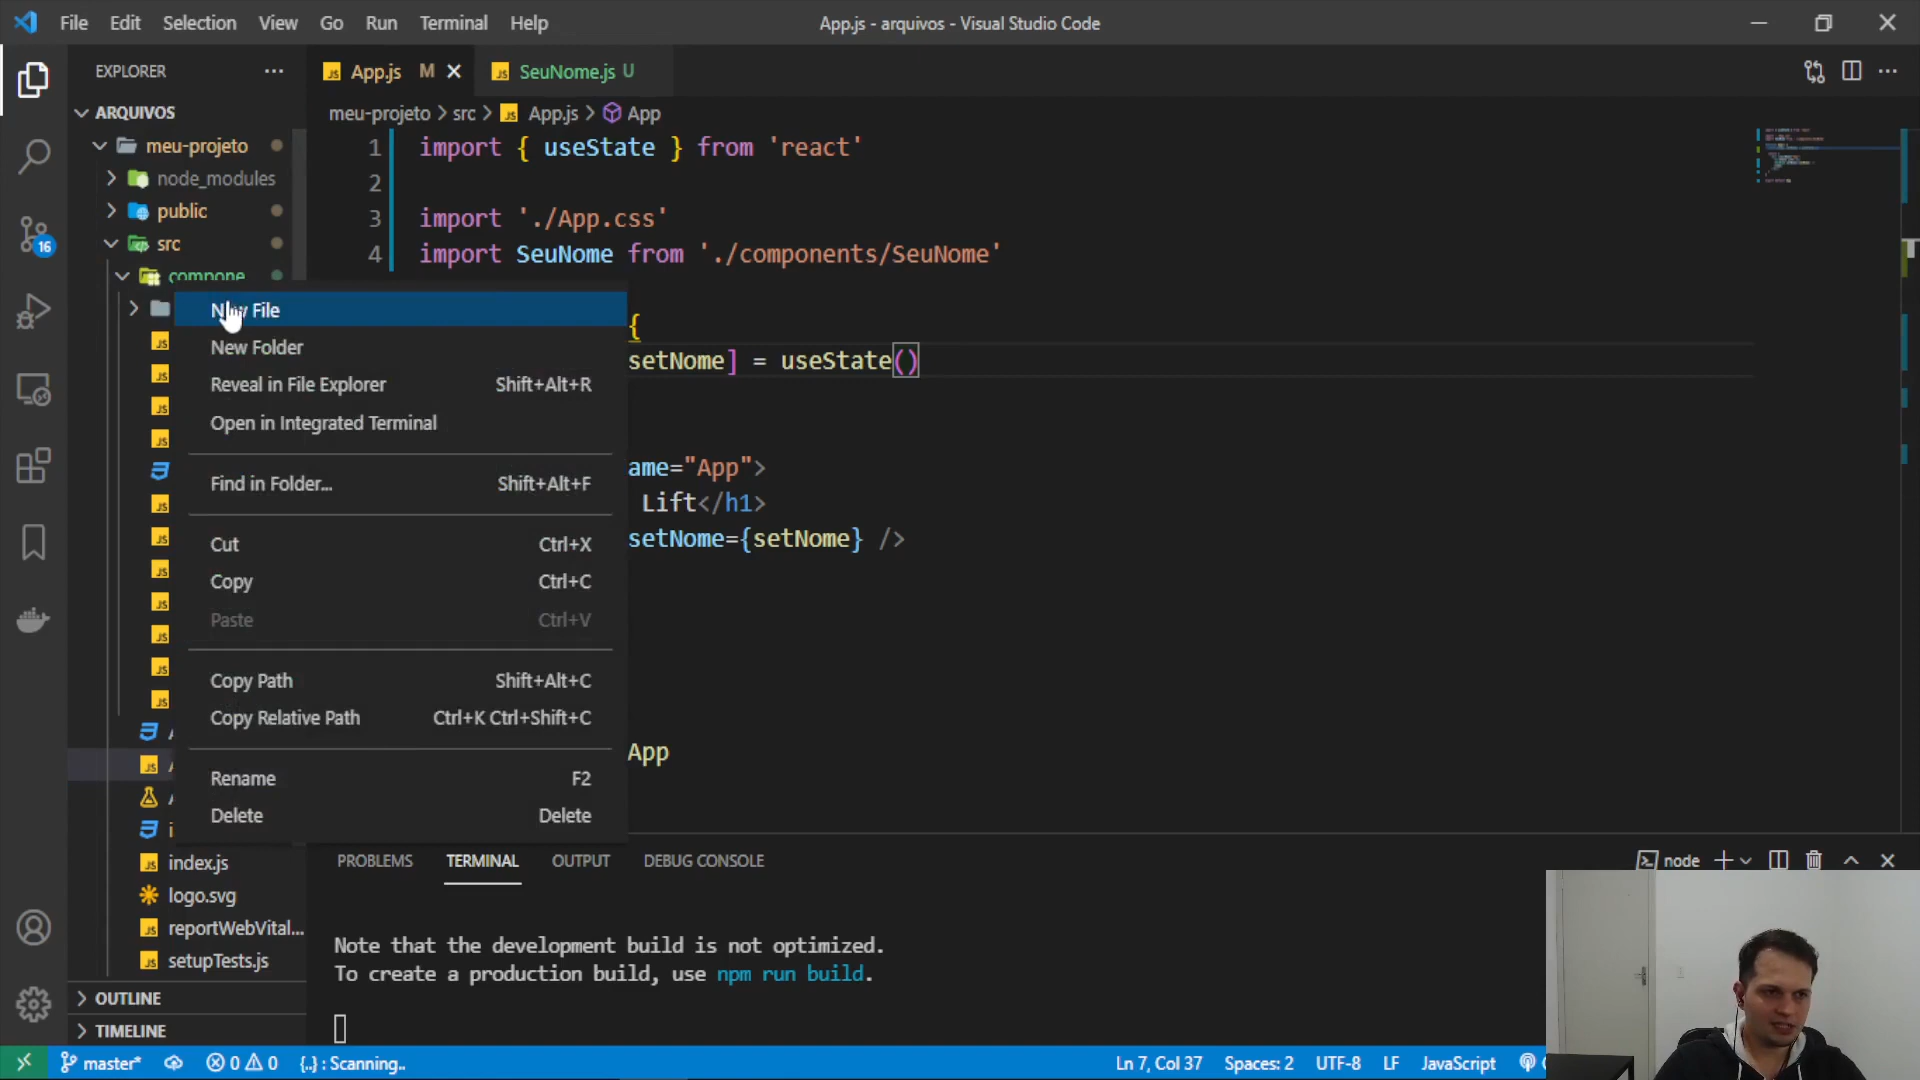 File Edit Selection View Go Run Terminal Help
App.js - arquivos - Visual Studio Code
EXPLORER
App.js M
SeuNome.js U
ARQUIVOS
meu-projeto > src > App.js > App
meu-projeto
node_modules
public
src
16
1 import { useState } from 'react'
2
3 import './App.css'
4 import SeuNome from './components/SeuNome'
{
setNome] = useState()
ame="App">
Lift</h1>
setNome={setNome} />
App
New File
New Folder
Reveal in File Explorer Shift+Alt+R
Open in Integrated Terminal
Find in Folder... Shift+Alt+F
Cut Ctrl+X
Copy Ctrl+C
Paste Ctrl+V
Copy Path Shift+Alt+C
Copy Relative Path Ctrl+K Ctrl+Shift+C
Rename F2
Delete Delete
index.js
logo.svg
reportWebVital...
setupTests.js
OUTLINE
TIMELINE
PROBLEMS TERMINAL OUTPUT DEBUG CONSOLE
node
Note that the development build is not optimized.
To create a production build, use npm run build.
master* 0 0 {..} : Scanning..
Ln 7, Col 37 Spaces: 2 UTF-8 LF JavaScript